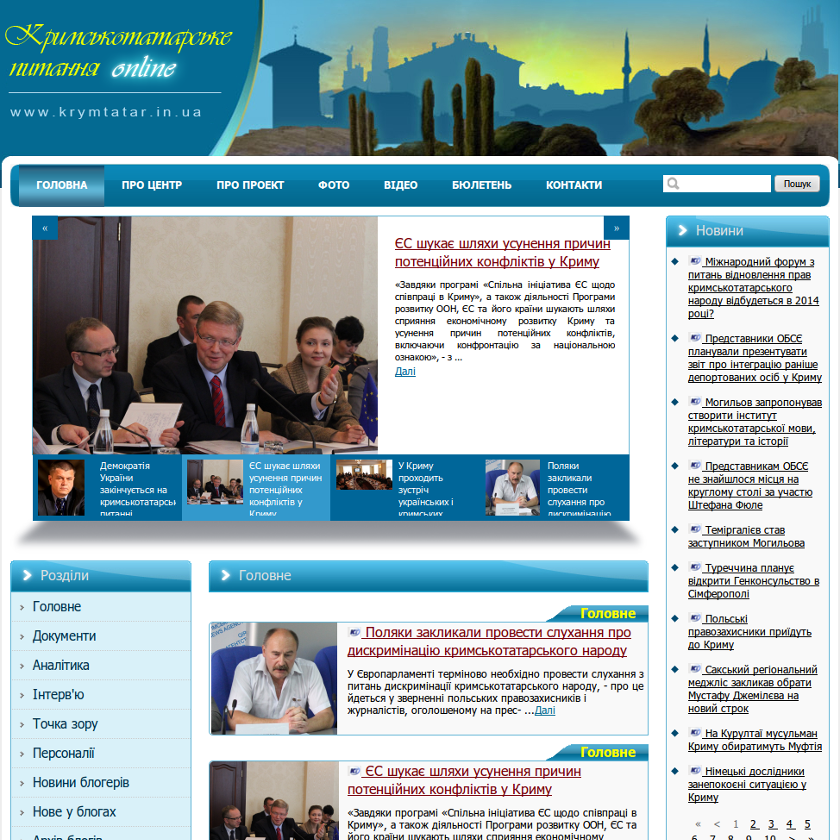 Кримськотатарське
питання online
www.krymtatar.in.ua
ГОЛОВНА ПРО ЦЕНТР ПРО ПРОЕКТ ФОТО ВІДЕО БЮЛЕТЕНЬ КОНТАКТИ Пошук
« »
ЄС шукає шляхи усунення причин
потенційних конфліктів у Криму
«Завдяки програмі «Спільна ініціатива ЄС щодо
співпраці в Криму», а також діяльності Програми
розвитку ООН, ЄС та його країни шукають шляхи
сприяння економічному розвитку Криму та
усунення причин потенційних конфліктів,
включаючи конфронтацію за національною
ознакою», - з ...
Далі
Демократія
України
закінчується на
кримськотатарськ
питанні
ЄС шукає шляхи
усунення причин
потенційних
конфліктів у
Криму
У Криму
проходить
зустріч
українських і
кримських
Поляки
закликали
провести
слухання про
дискримінацію
Новини
Міжнародний форум з
питань відновлення прав
кримськотатарського
народу відбудеться в 2014
році?
Представники ОБСЄ
планували презентувати
звіт про інтеграцію раніше
депортованих осіб у Криму
Могильов запропонував
створити інститут
кримськотатарської мови,
літератури та історії
Представникам ОБСЄ
не знайшлося місця на
круглому столі за участю
Штефана Фюле
Теміргалієв став
заступником Могильова
Туреччина планує
відкрити Генконсульство в
Сімферополі
Польські
правозахисники приїдуть
до Криму
Сакський регіональний
меджліс закликав обрати
Мустафу Джемілєва на
новий строк
На Курултаї мусульман
Криму обиратимуть Муфтія
Німецькі дослідники
занепокоєні ситуацією у
Криму
« < 1 2 3 4 5
6 7 8 9 10 > »
Розділи
Головне
Документи
Аналітика
Інтерв'ю
Точка зору
Персоналії
Новини блогерів
Нове у блогах
Архів блогів
Головне
Головне
Поляки закликали провести слухання про
дискримінацію кримськотатарського народу
У Європарламенті терміново необхідно провести слухання з
питань дискримінації кримськотатарського народу, - про це
йдеться у зверненні польських правозахисників і
журналістів, оголошеному на прес- ...Далі
Головне
ЄС шукає шляхи усунення причин
потенційних конфліктів у Криму
«Завдяки програмі «Спільна ініціатива ЄС щодо співпраці в
Криму», а також діяльності Програми розвитку ООН, ЄС та
його країни шукають шляхи сприяння економічному